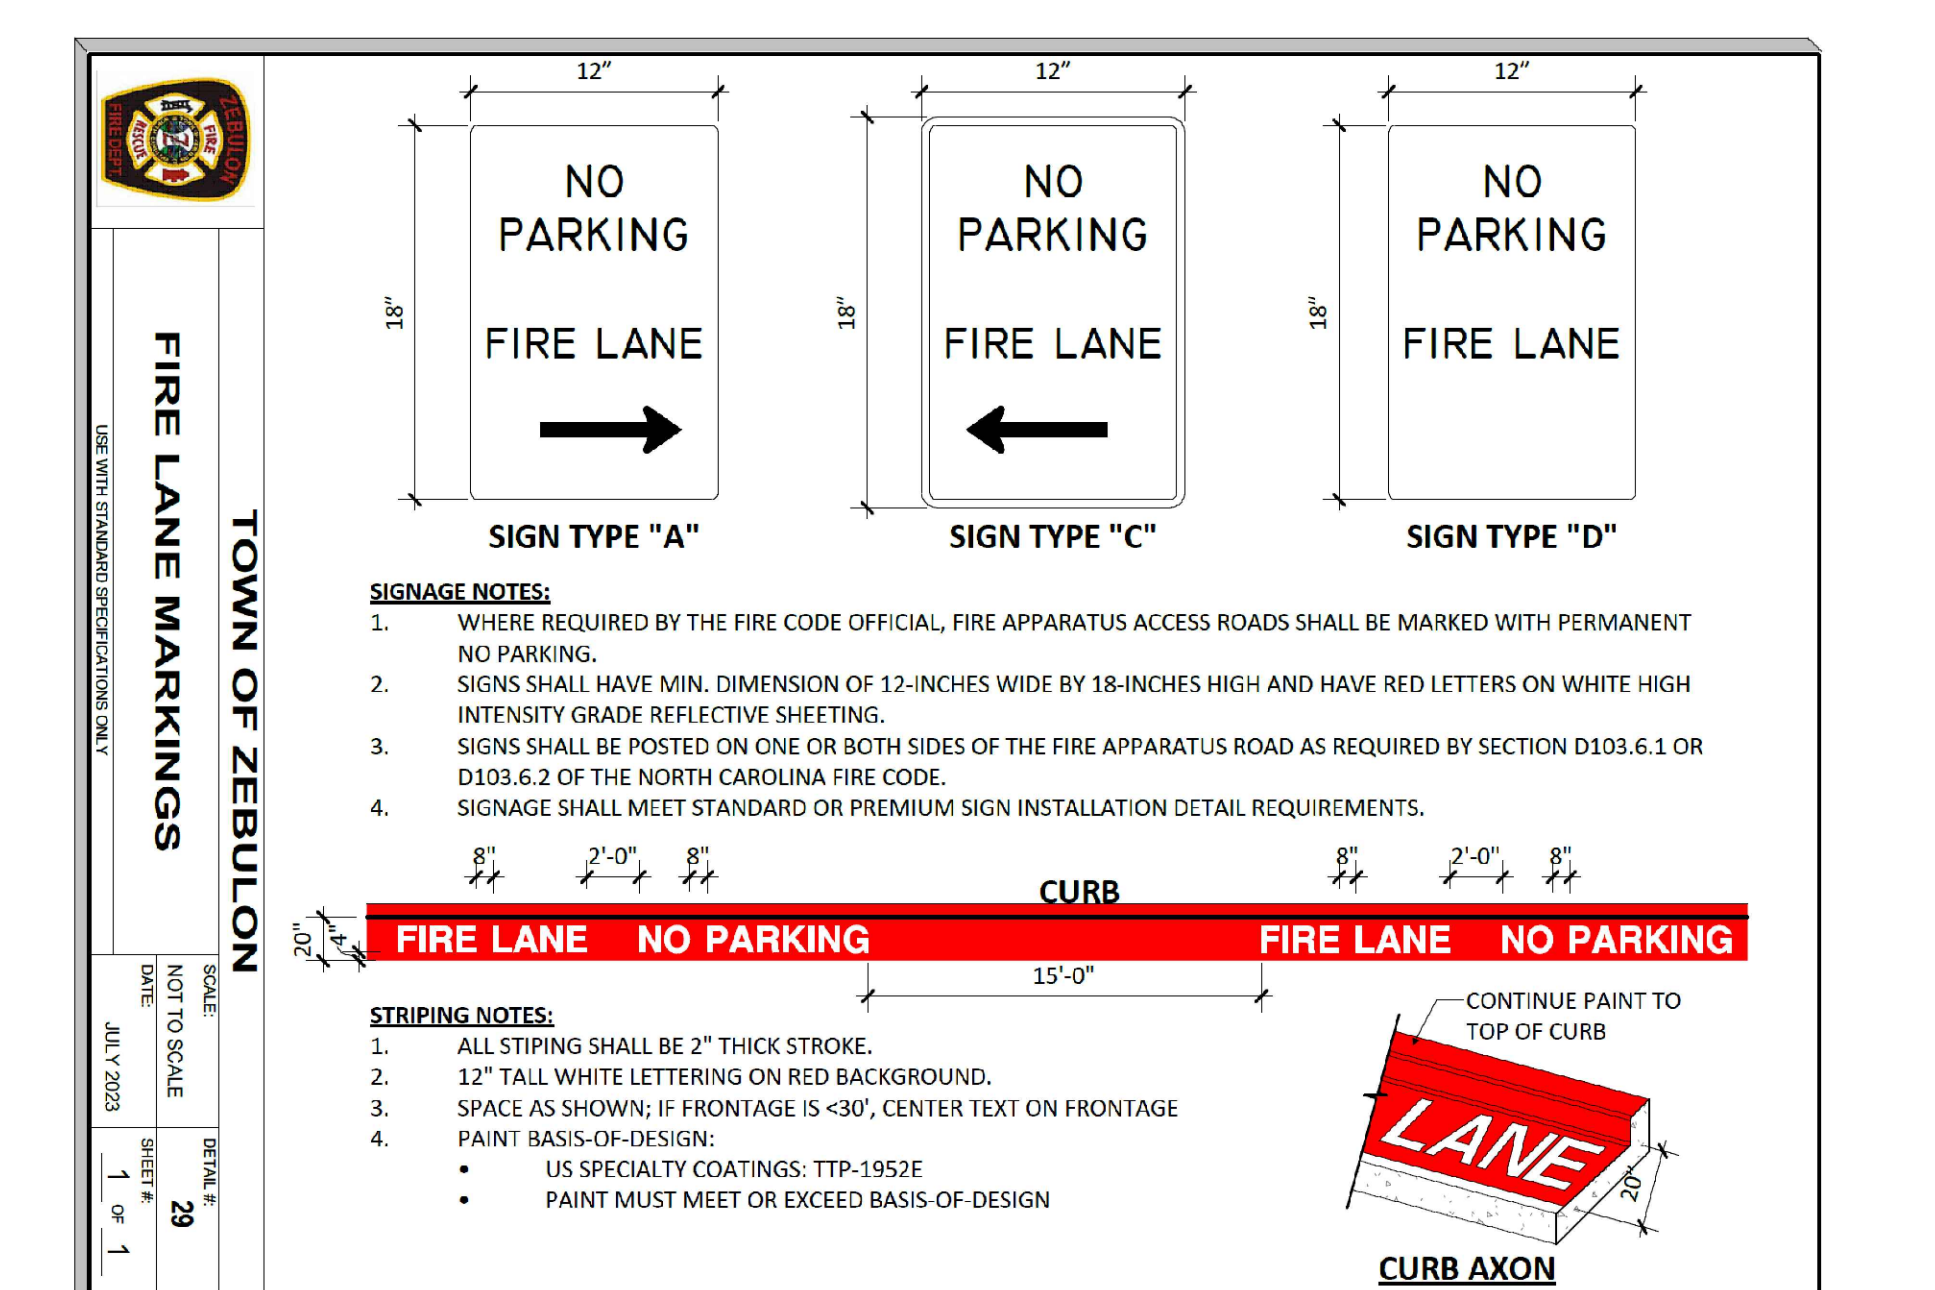 ZEBULON
FIRE DEPT.
FIRE
RESCUE
Z
TOWN OF ZEBULON
FIRE LANE MARKINGS
USE WITH STANDARD SPECIFICATIONS ONLY
SCALE:
NOT TO SCALE
DATE:
JULY 2023
DETAIL #:
29
SHEET #:
1 OF 1
12”
12”
12”
18”
18”
18”
NO
PARKING
FIRE LANE
SIGN TYPE "A"
NO
PARKING
FIRE LANE
SIGN TYPE "C"
NO
PARKING
FIRE LANE
SIGN TYPE "D"
SIGNAGE NOTES:
1. WHERE REQUIRED BY THE FIRE CODE OFFICIAL, FIRE APPARATUS ACCESS ROADS SHALL BE MARKED WITH PERMANENT
NO PARKING.
2. SIGNS SHALL HAVE MIN. DIMENSION OF 12-INCHES WIDE BY 18-INCHES HIGH AND HAVE RED LETTERS ON WHITE HIGH
INTENSITY GRADE REFLECTIVE SHEETING.
3. SIGNS SHALL BE POSTED ON ONE OR BOTH SIDES OF THE FIRE APPARATUS ROAD AS REQUIRED BY SECTION D103.6.1 OR
D103.6.2 OF THE NORTH CAROLINA FIRE CODE.
4. SIGNAGE SHALL MEET STANDARD OR PREMIUM SIGN INSTALLATION DETAIL REQUIREMENTS.
8" 2'-0" 8" 8" 2'-0" 8"
CURB
20" 4" FIRE LANE NO PARKING FIRE LANE NO PARKING
15'-0"
STRIPING NOTES:
1. ALL STIPING SHALL BE 2" THICK STROKE.
2. 12" TALL WHITE LETTERING ON RED BACKGROUND.
3. SPACE AS SHOWN; IF FRONTAGE IS <30', CENTER TEXT ON FRONTAGE
4. PAINT BASIS-OF-DESIGN:
• US SPECIALTY COATINGS: TTP-1952E
• PAINT MUST MEET OR EXCEED BASIS-OF-DESIGN
CONTINUE PAINT TO
TOP OF CURB
LANE
20"
CURB AXON